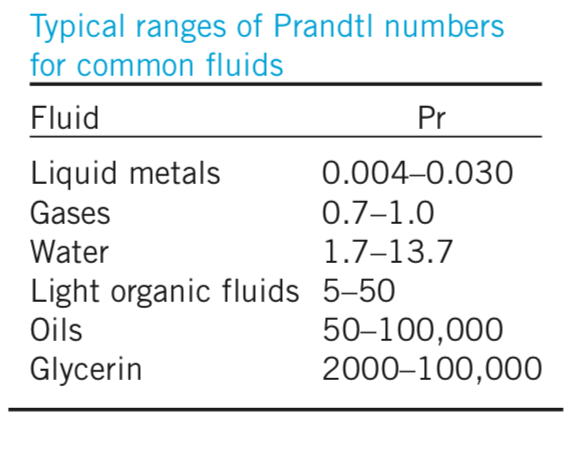 Typical ranges of Prandtl numbers
for common fluids
Fluid Pr
Liquid metals 0.004–0.030
Gases 0.7–1.0
Water 1.7–13.7
Light organic fluids 5–50
Oils 50–100,000
Glycerin 2000–100,000